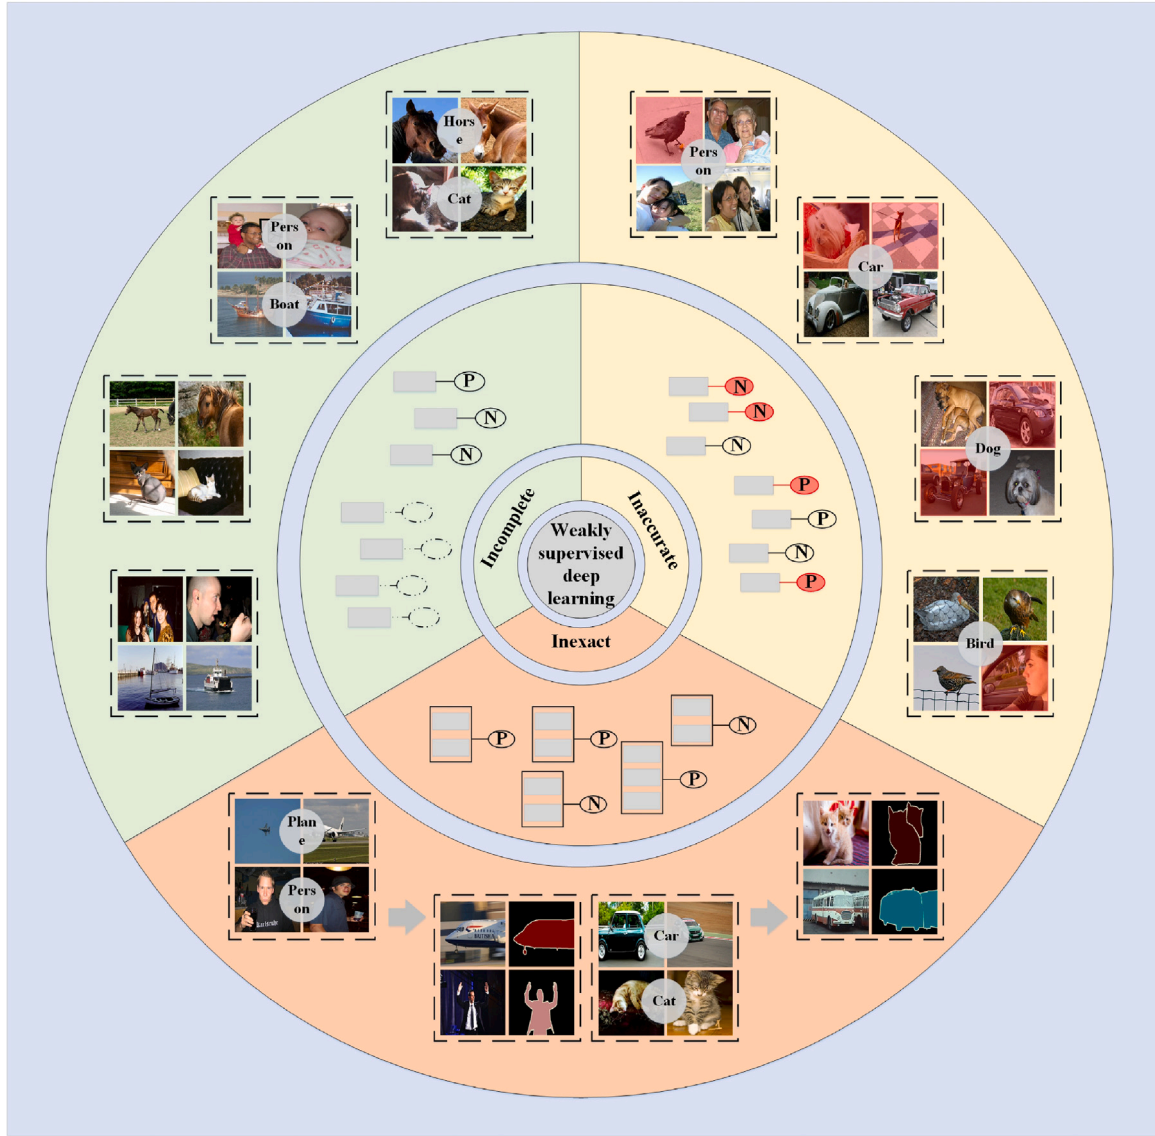 Hors
e
Cat
Pers
on
Boat
Pers
on
Car
Dog
Bird
P
N
N
N
N
N
P
P
N
P
Incomplete
Inaccurate
Weakly
supervised
deep
learning
Inexact
P
P
N
N
P
Plan
e
Pers
on
Car
Cat